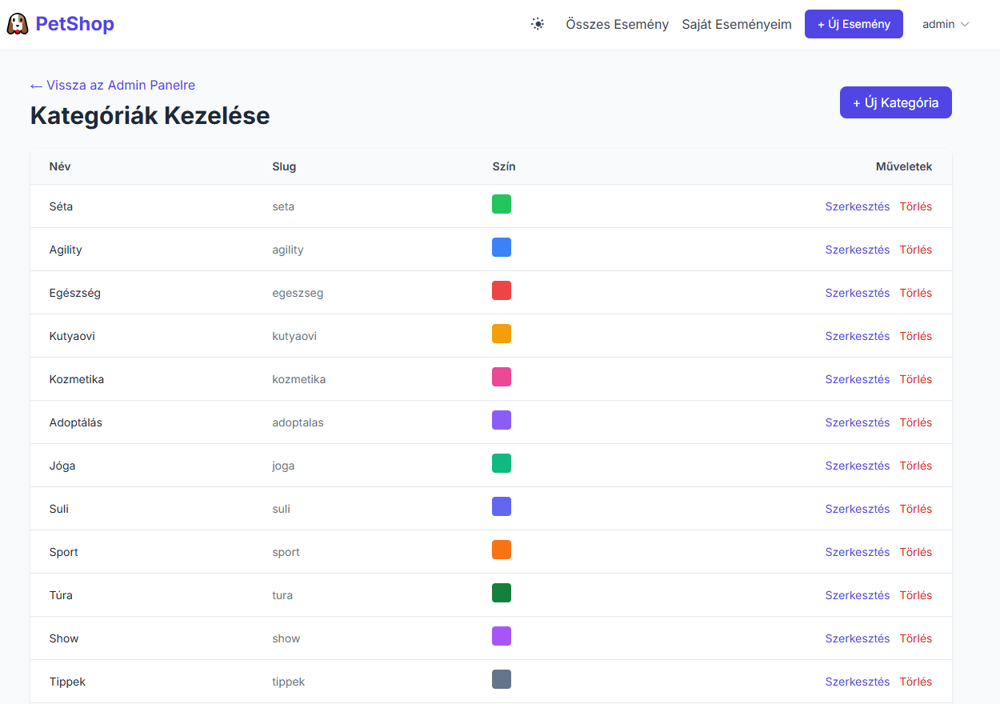 PetShop
Összes Esemény Saját Eseményeim + Új Esemény admin
← Vissza az Admin Panelre
Kategóriák Kezelése
+ Új Kategória
Név Slug Szín Műveletek
Séta seta Szerkesztés Törlés
Agility agility Szerkesztés Törlés
Egészség egeszseg Szerkesztés Törlés
Kutyaovi kutyaovi Szerkesztés Törlés
Kozmetika kozmetika Szerkesztés Törlés
Adoptálás adoptalas Szerkesztés Törlés
Jóga joga Szerkesztés Törlés
Suli suli Szerkesztés Törlés
Sport sport Szerkesztés Törlés
Túra tura Szerkesztés Törlés
Show show Szerkesztés Törlés
Tippek tippek Szerkesztés Törlés